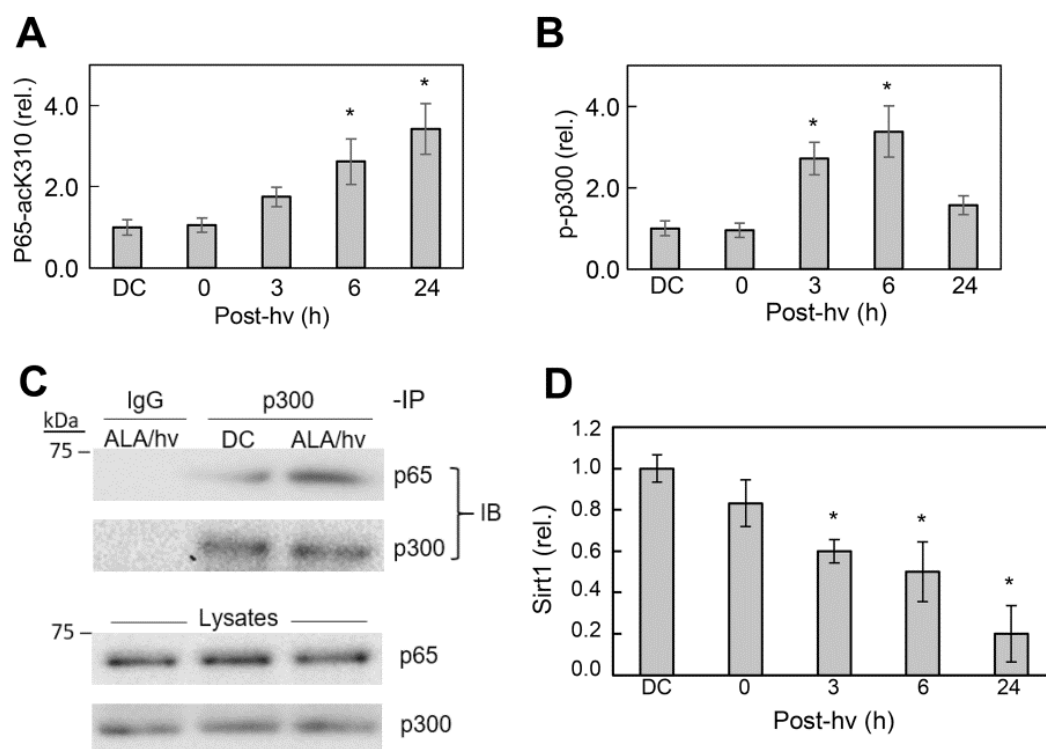 A
P65-acK310 (rel.)
4.0
2.0
0.0
*
*
DC 0 3 6 24
Post-hv (h)
B
p-p300 (rel.)
4.0
2.0
0.0
*
*
DC 0 3 6 24
Post-hv (h)
C
IgG p300 -IP
kDa ALA/hv DC ALA/hv
75
p65
IB
p300
Lysates
75
p65
p300
D
Sirt1 (rel.)
1.2
1.0
0.8
0.6
0.4
0.2
0.0
*
*
*
DC 0 3 6 24
Post-hv (h)